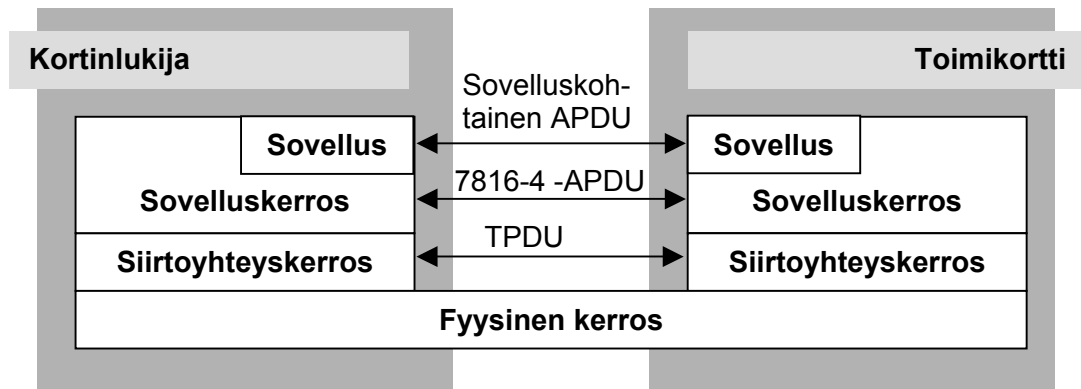 Kortinlukija
Toimikortti
Sovelluskoh-
tainen APDU
Sovellus
Sovellus
7816-4 -APDU
Sovelluskerros
Sovelluskerros
TPDU
Siirtoyhteyskerros
Siirtoyhteyskerros
Fyysinen kerros